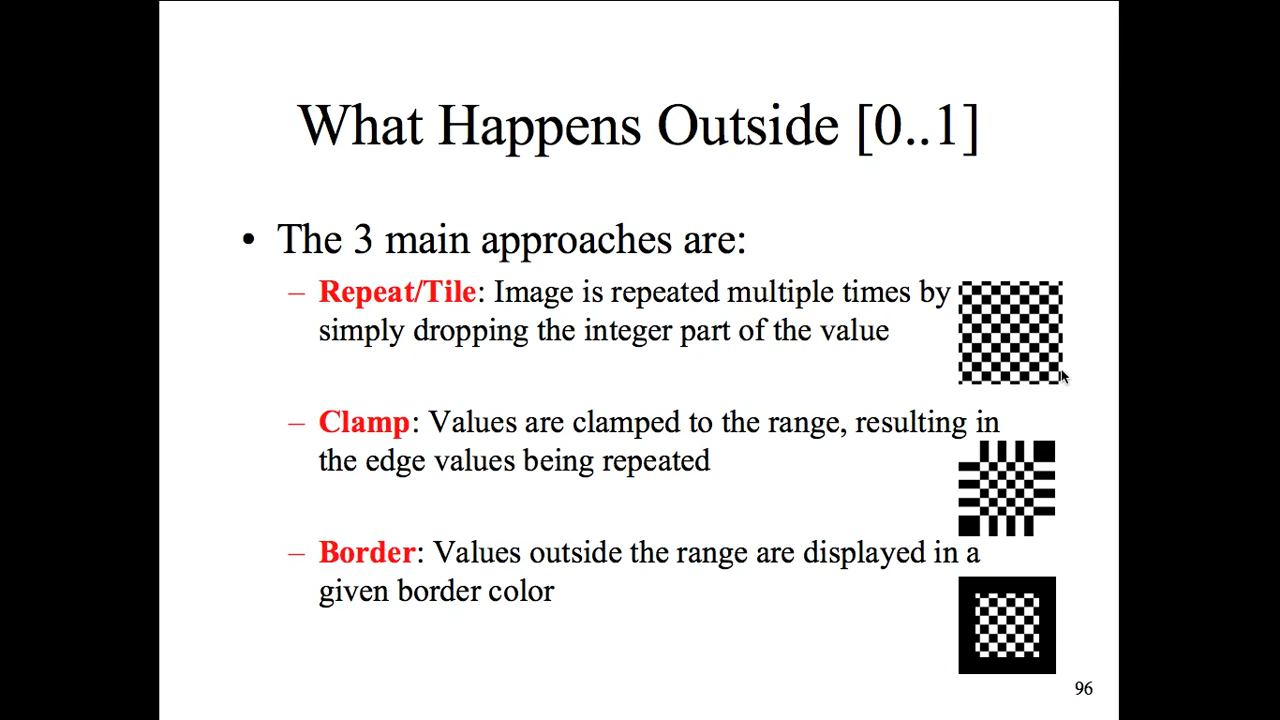 What Happens Outside [0..1]
• The 3 main approaches are:
– Repeat/Tile: Image is repeated multiple times by
simply dropping the integer part of the value
– Clamp: Values are clamped to the range, resulting in
the edge values being repeated
– Border: Values outside the range are displayed in a
given border color
96